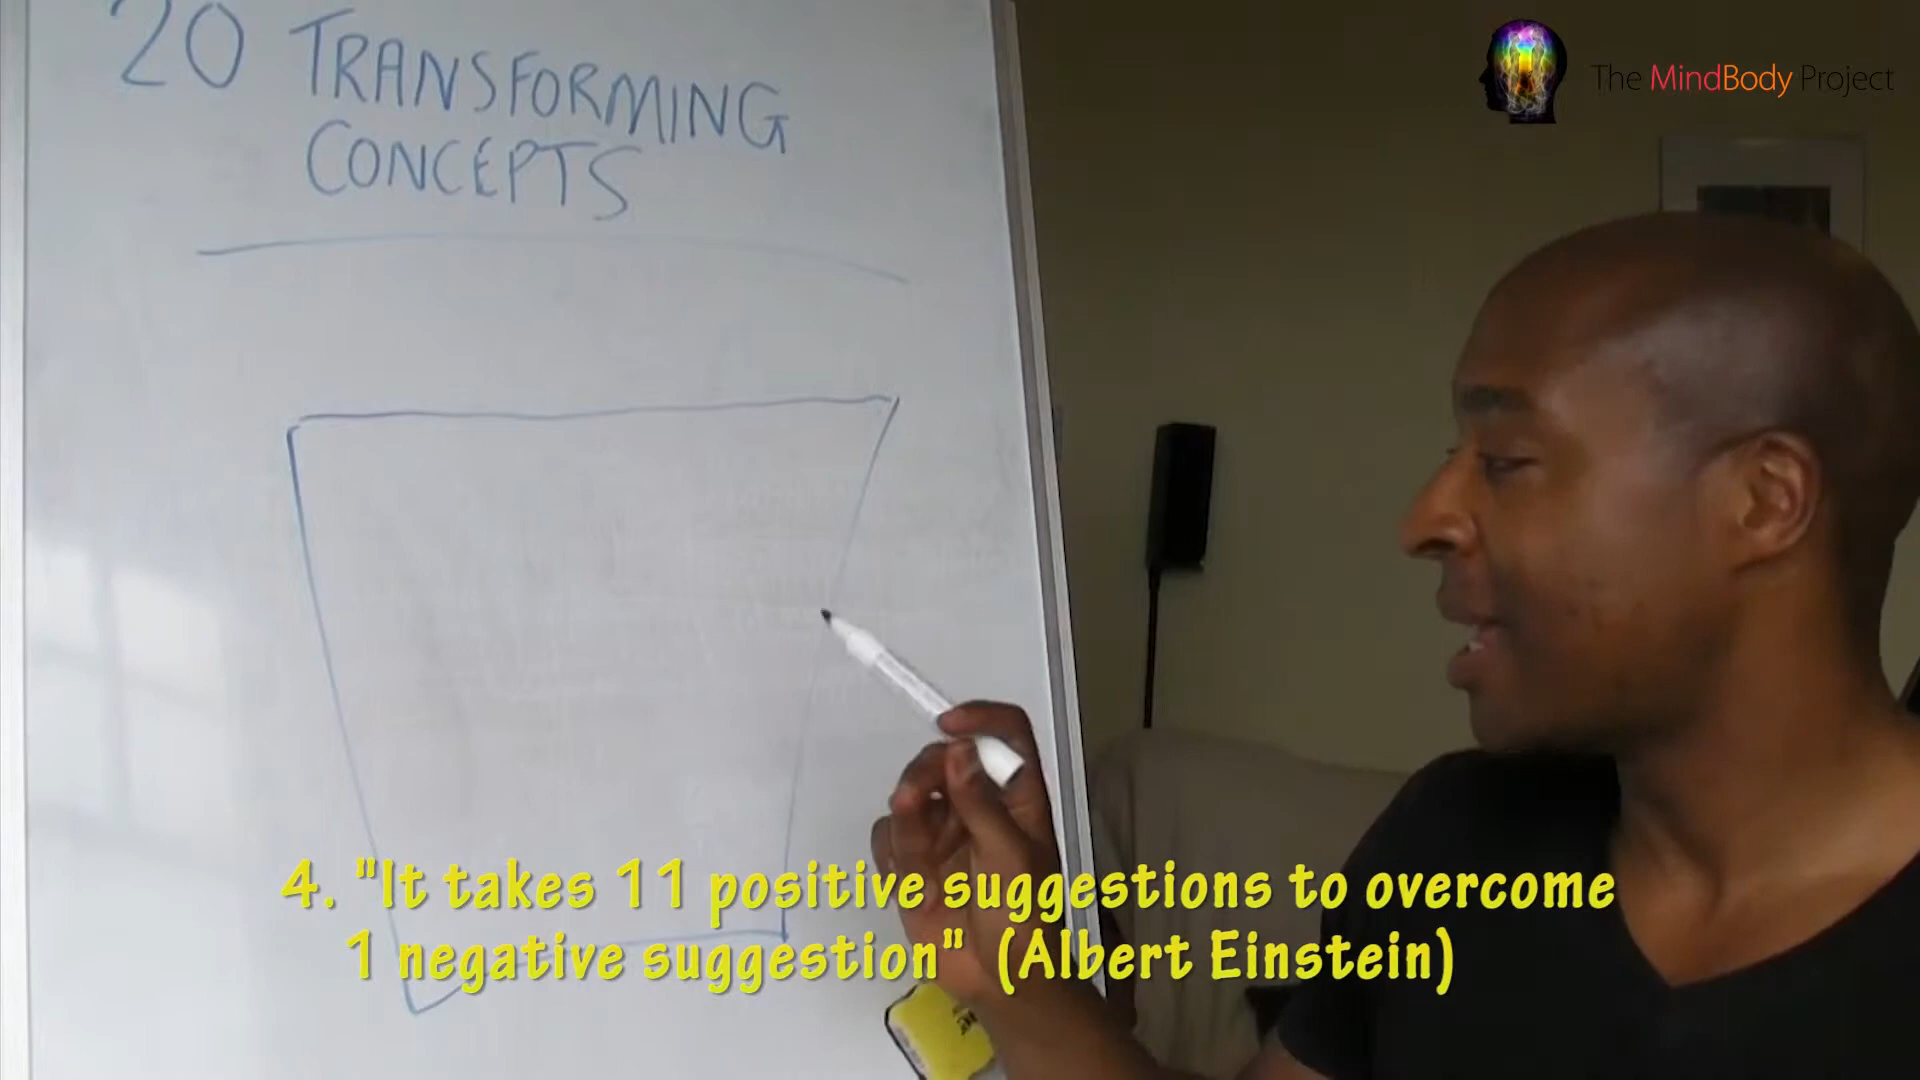 20 TRANSFORMING
CONCEPTS
The MindBody Project
4. "It takes 11 positive suggestions to overcome
1 negative suggestion" (Albert Einstein)